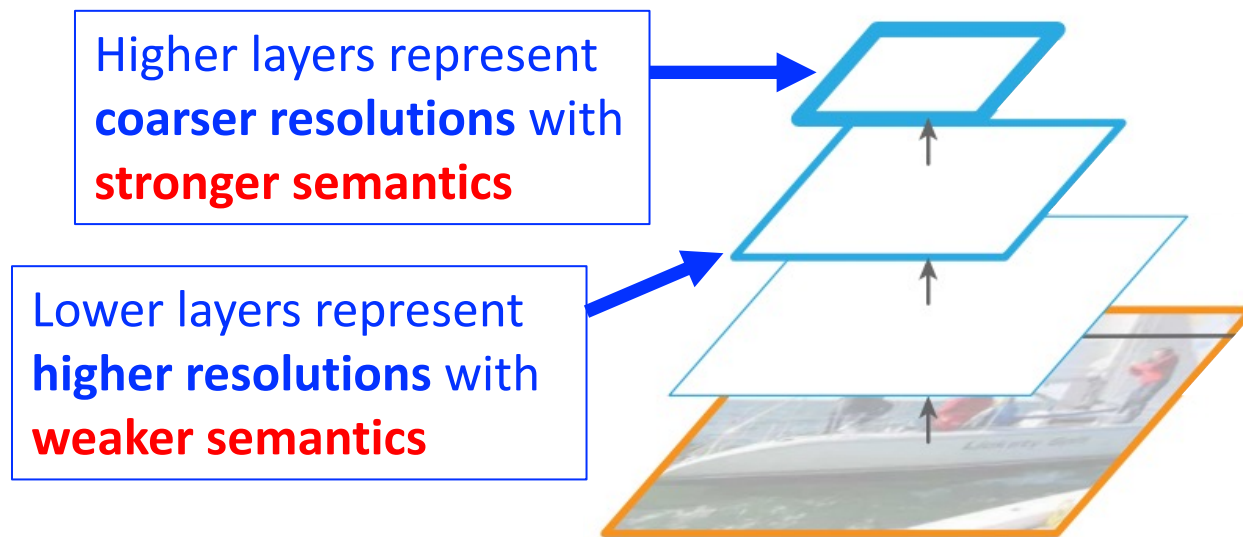 Higher layers represent
coarser resolutions with
stronger semantics
Lower layers represent
higher resolutions with
weaker semantics